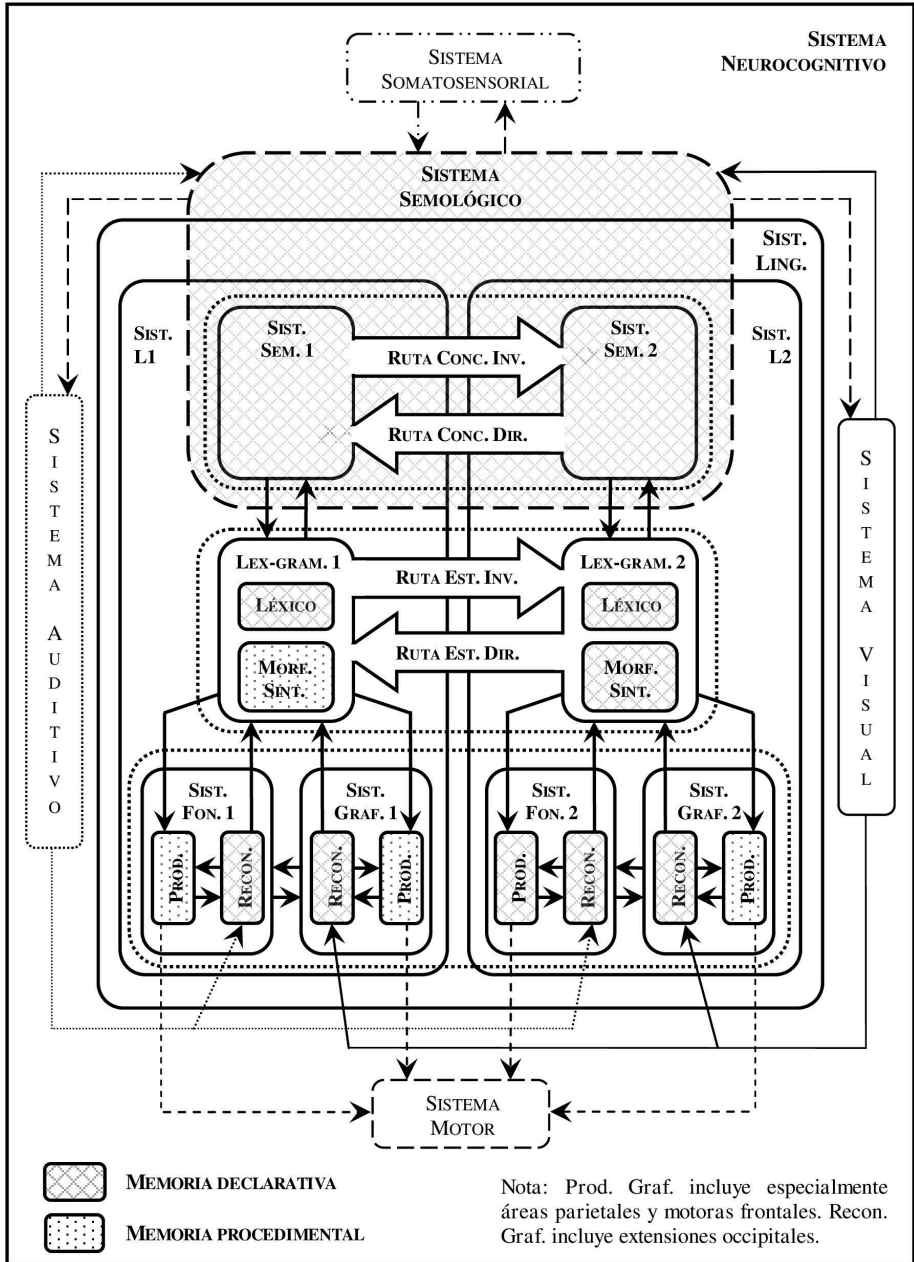 SISTEMA
NEUROCOGNITIVO
SISTEMA
SOMATOSENSORIAL
SISTEMA
SEMOLÓGICO
SIST.
LING.
SIST.
L1
SIST.
SEM. 1
SIST.
SEM. 2
SIST.
L2
RUTA CONC. INV.
RUTA CONC. DIR.
SISTEMA AUDITIVO
SISTEMA VISUAL
LEX-GRAM. 1
LEX-GRAM. 2
RUTA EST. INV.
LÉXICO
LÉXICO
RUTA EST. DIR.
MORF.
SINT.
MORF.
SINT.
SIST.
FON. 1
SIST.
GRAF. 1
SIST.
FON. 2
SIST.
GRAF. 2
PROD.
RECON.
RECON.
PROD.
PROD.
RECON.
RECON.
PROD.
SISTEMA
MOTOR
MEMORIA DECLARATIVA
MEMORIA PROCEDIMENTAL
Nota: Prod. Graf. incluye especialmente
áreas parietales y motoras frontales. Recon.
Graf. incluye extensiones occipitales.